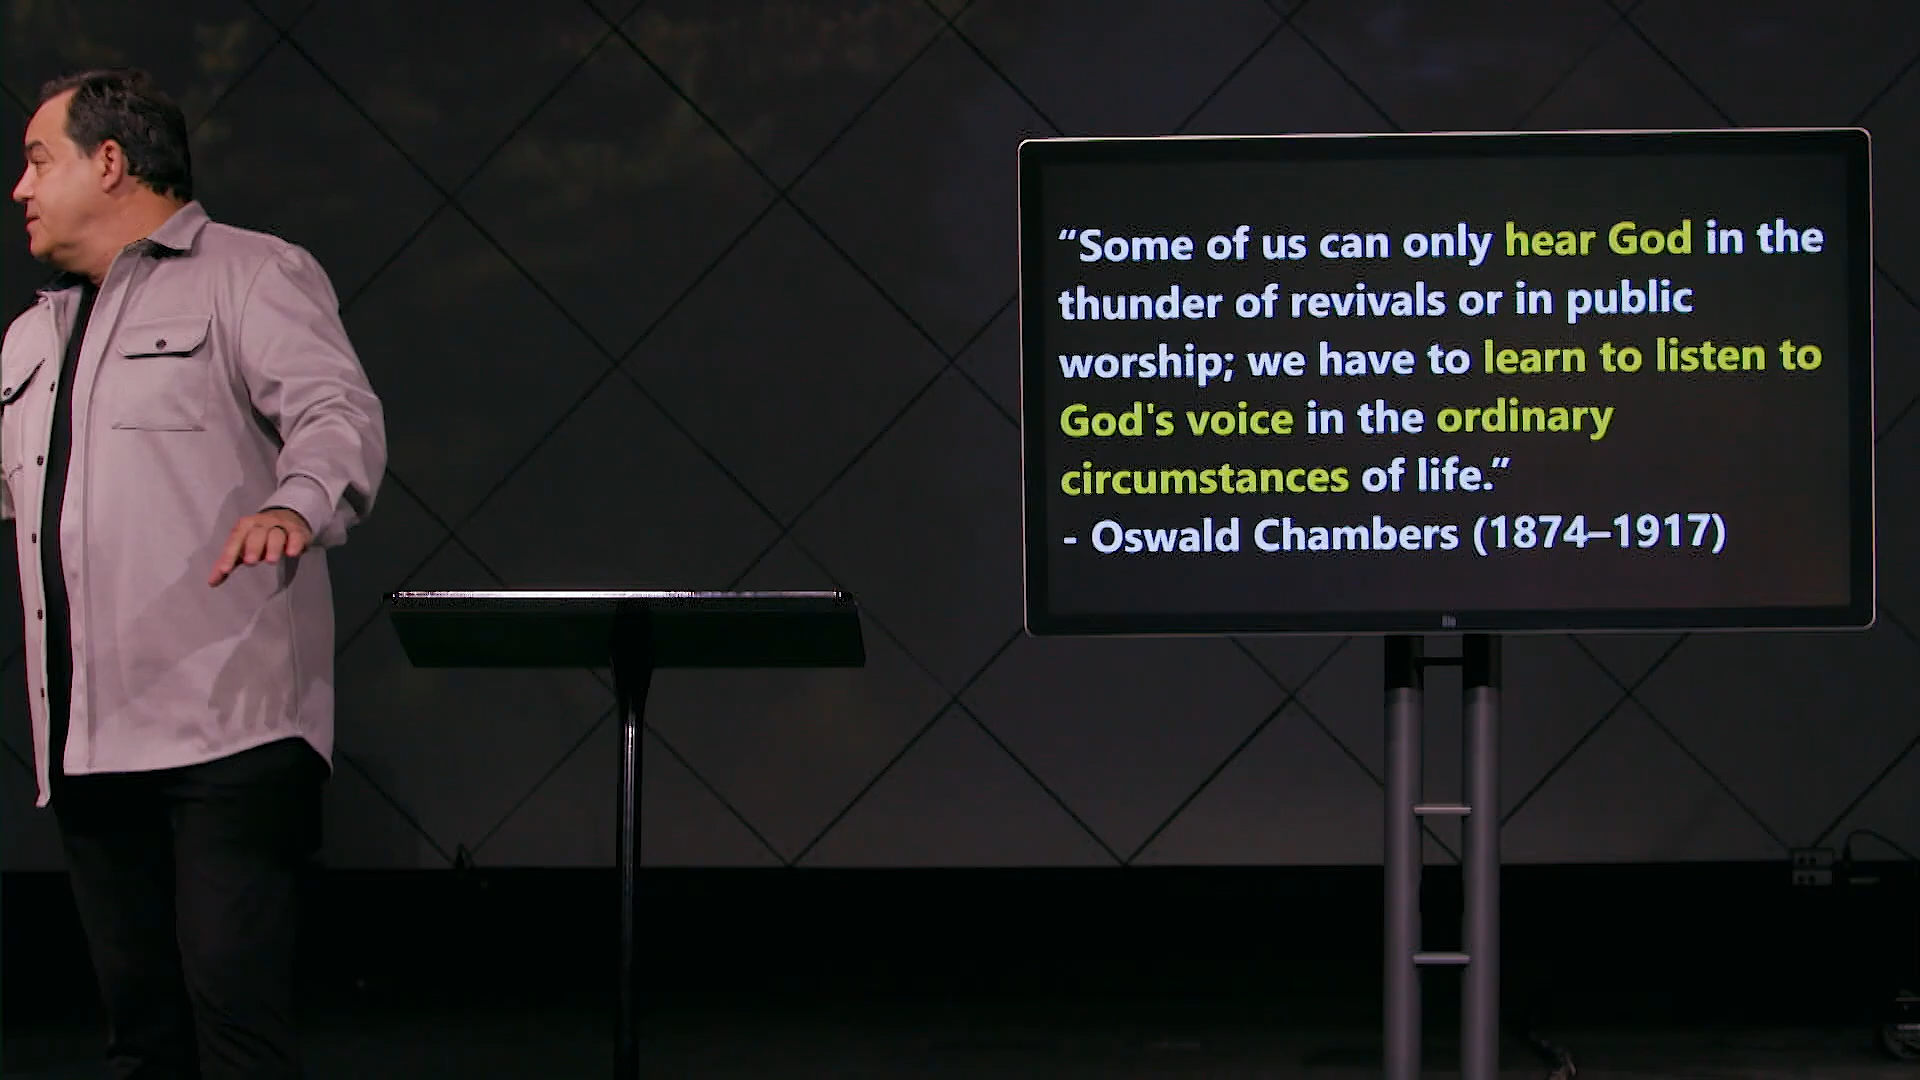 “Some of us can only hear God in the
thunder of revivals or in public
worship; we have to learn to listen to
God's voice in the ordinary
circumstances of life.”
- Oswald Chambers (1874–1917)